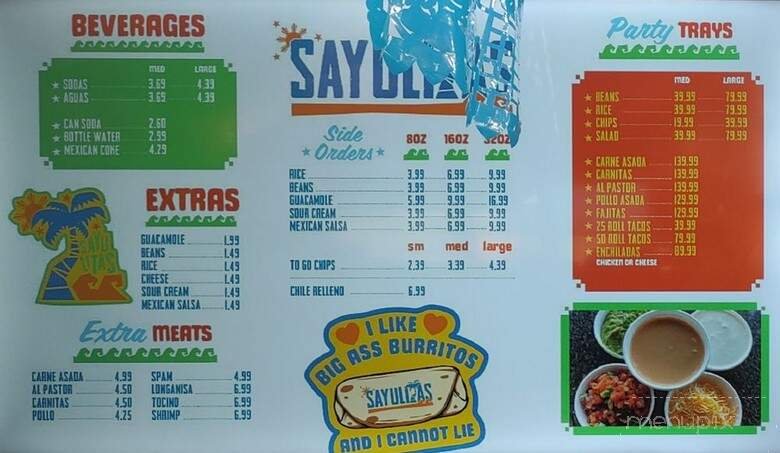 BEVERAGES
MED LARGE
★ SODAS 3.69 4.39
★ AGUAS 3.69 4.39
★ CAN SODA 2.60
★ BOTTLE WATER 2.99
★ MEXICAN COKE 4.29
SAYULITAS
EXTRAS
GUACAMOLE 1.99
BEANS 1.49
RICE 1.49
CHEESE 1.49
SOUR CREAM 1.49
MEXICAN SALSA 1.49
Extra MEATS
CARNE ASADA 4.99
AL PASTOR 4.50
CARNITAS 4.50
POLLO 4.25
SPAM 4.99
LONGANISA 6.99
TOCINO 6.99
SHRIMP 6.99
SAYULITAS
Side Orders
8OZ 16OZ 32OZ
RICE 3.99 6.99 9.99
BEANS 3.99 6.99 9.99
GUACAMOLE 5.99 9.99 16.99
SOUR CREAM 3.99 6.99 9.99
MEXICAN SALSA 3.99 6.99 9.99
sm med large
TO GO CHIPS 2.39 3.39 4.39
CHILE RELLENO 6.99
I LIKE
BIG ASS BURRITOS
SAYULITAS
AND I CANNOT LIE
Party TRAYS
MED LARGE
★ BEANS 39.99 79.99
★ RICE 39.99 79.99
★ CHIPS 19.99 39.99
★ SALAD 39.99 79.99
★ CARNE ASADA 139.99
★ CARNITAS 139.99
★ AL PASTOR 139.99
★ POLLO ASADA 129.99
★ FAJITAS 129.99
★ 25 ROLL TACOS 39.99
★ 50 ROLL TACOS 79.99
★ ENCHILADAS 89.99
CHICKEN OR CHEESE
menupix